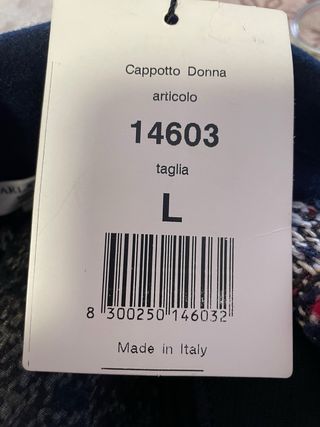 Cappotto Donna
articolo
14603
taglia
L
8 300250 146032
Made in Italy